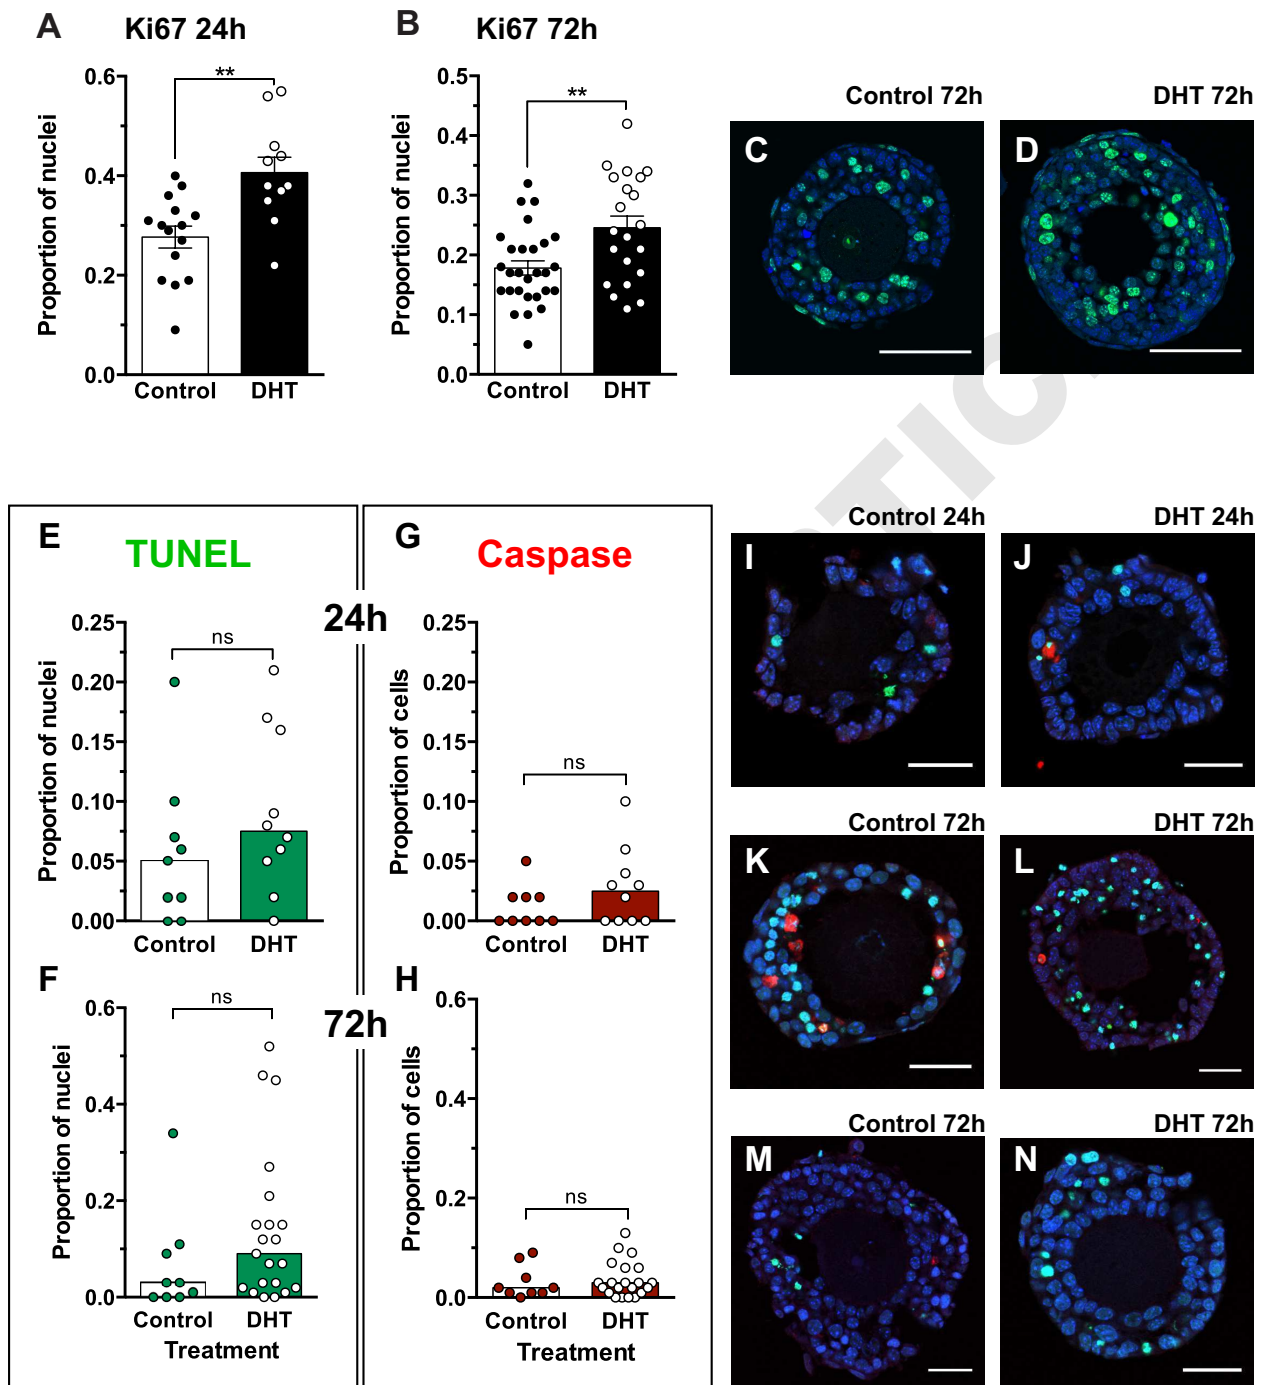 A
Ki67 24h
Proportion of nuclei
0.6
0.4
0.2
0.0
**
Control
DHT
B
Ki67 72h
Proportion of nuclei
0.5
0.4
0.3
0.2
0.1
0.0
**
Control
DHT
Control 72h
C
DHT 72h
D
E
TUNEL
24h
Proportion of nuclei
0.25
0.20
0.15
0.10
0.05
0.00
ns
Control
DHT
G
Caspase
Proportion of cells
0.25
0.20
0.15
0.10
0.05
0.00
ns
Control
DHT
F
72h
Proportion of nuclei
0.6
0.4
0.2
0.0
ns
Control
DHT
Treatment
H
Proportion of cells
0.6
0.4
0.2
0.0
ns
Control
DHT
Treatment
Control 24h
I
DHT 24h
J
Control 72h
K
DHT 72h
L
Control 72h
M
DHT 72h
N